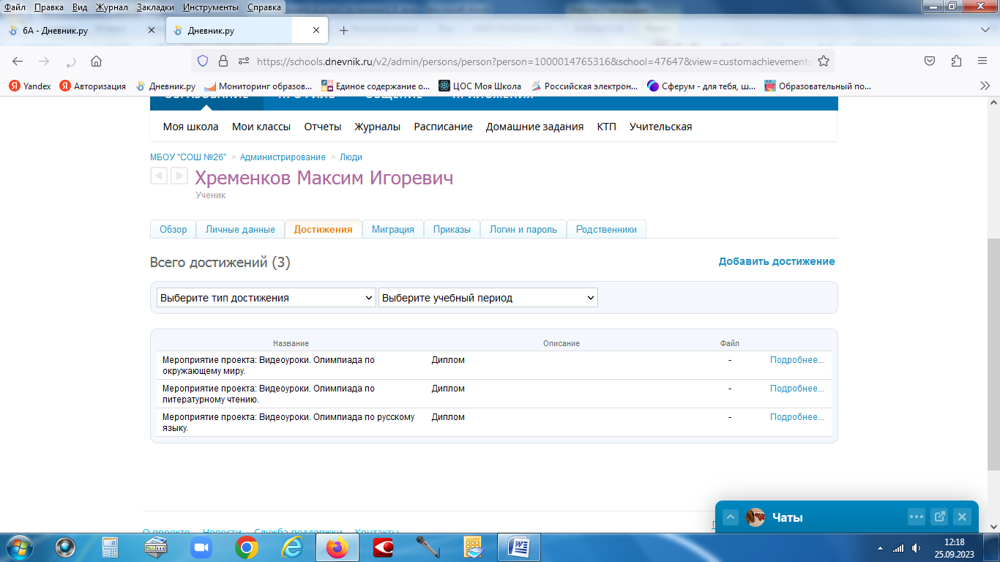 Файл Правка Вид Журнал Закладки Инструменты Справка
6А - Дневник.ру
Дневник.ру
https://schools.dnevnik.ru/v2/admin/persons/person?person=1000014765316&school=47647&view=customachievements
Yandex Авторизация Дневник.ру Мониторинг образов... Единое содержание о... ЦОС Моя Школа Российская электрон... Сферум - для тебя, ш... Образовательный по...
ОБРАЗОВАНИЕ ПРОФИЛЬ ОБЩЕНИЕ ПРИЛОЖЕНИЯ
Моя школа Мои классы Отчеты Журналы Расписание Домашние задания КТП Учительская
МБОУ "СОШ №26" > Администрирование > Люди
Хременков Максим Игоревич
Ученик
Обзор Личные данные Достижения Миграция Приказы Логин и пароль Родственники
Всего достижений (3)
Добавить достижение
Выберите тип достижения Выберите учебный период
Название Описание Файл
Мероприятие проекта: Видеоуроки. Олимпиада по Диплом - Подробнее...
окружающему миру.
Мероприятие проекта: Видеоуроки. Олимпиада по Диплом - Подробнее...
литературному чтению.
Мероприятие проекта: Видеоуроки. Олимпиада по русскому Диплом - Подробнее...
языку.
Чаты
О проекте Новости Служба поддержки Контакты
12:18
25.09.2023